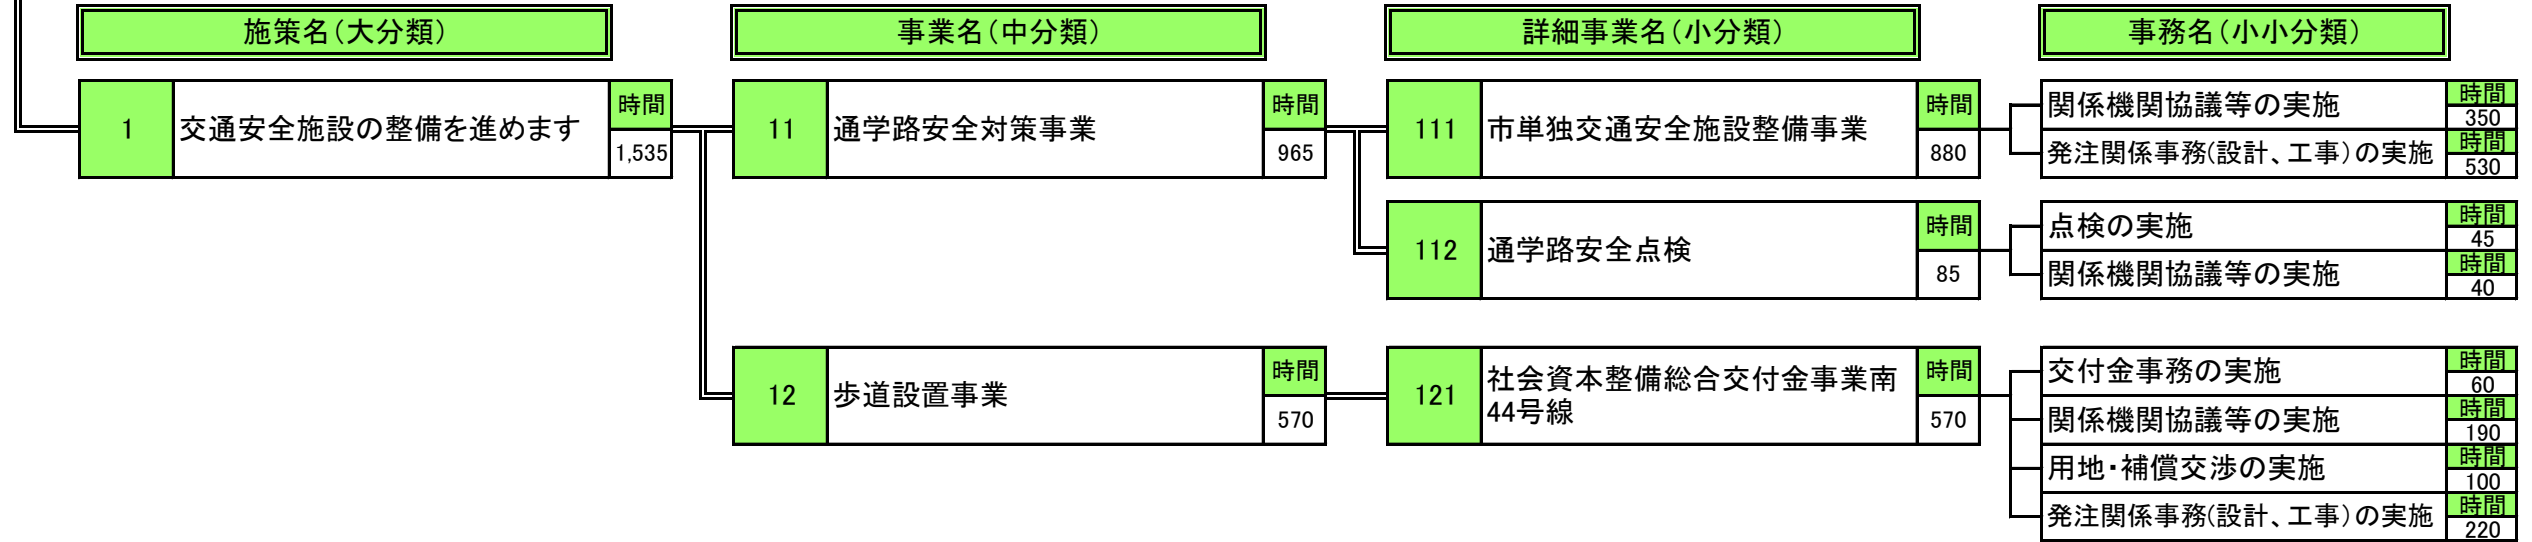 施策名（大分類）
事業名（中分類）
詳細事業名（小分類）
事務名（小小分類）
1
交通安全施設の整備を進めます
時間
1,535
11
通学路安全対策事業
時間
965
111
市単独交通安全施設整備事業
時間
880
関係機関協議等の実施
時間
350
発注関係事務(設計、工事）の実施
時間
530
112
通学路安全点検
時間
85
点検の実施
時間
45
関係機関協議等の実施
時間
40
12
歩道設置事業
時間
570
121
社会資本整備総合交付金事業南
44号線
時間
570
交付金事務の実施
時間
60
関係機関協議等の実施
時間
190
用地・補償交渉の実施
時間
100
発注関係事務(設計、工事）の実施
時間
220